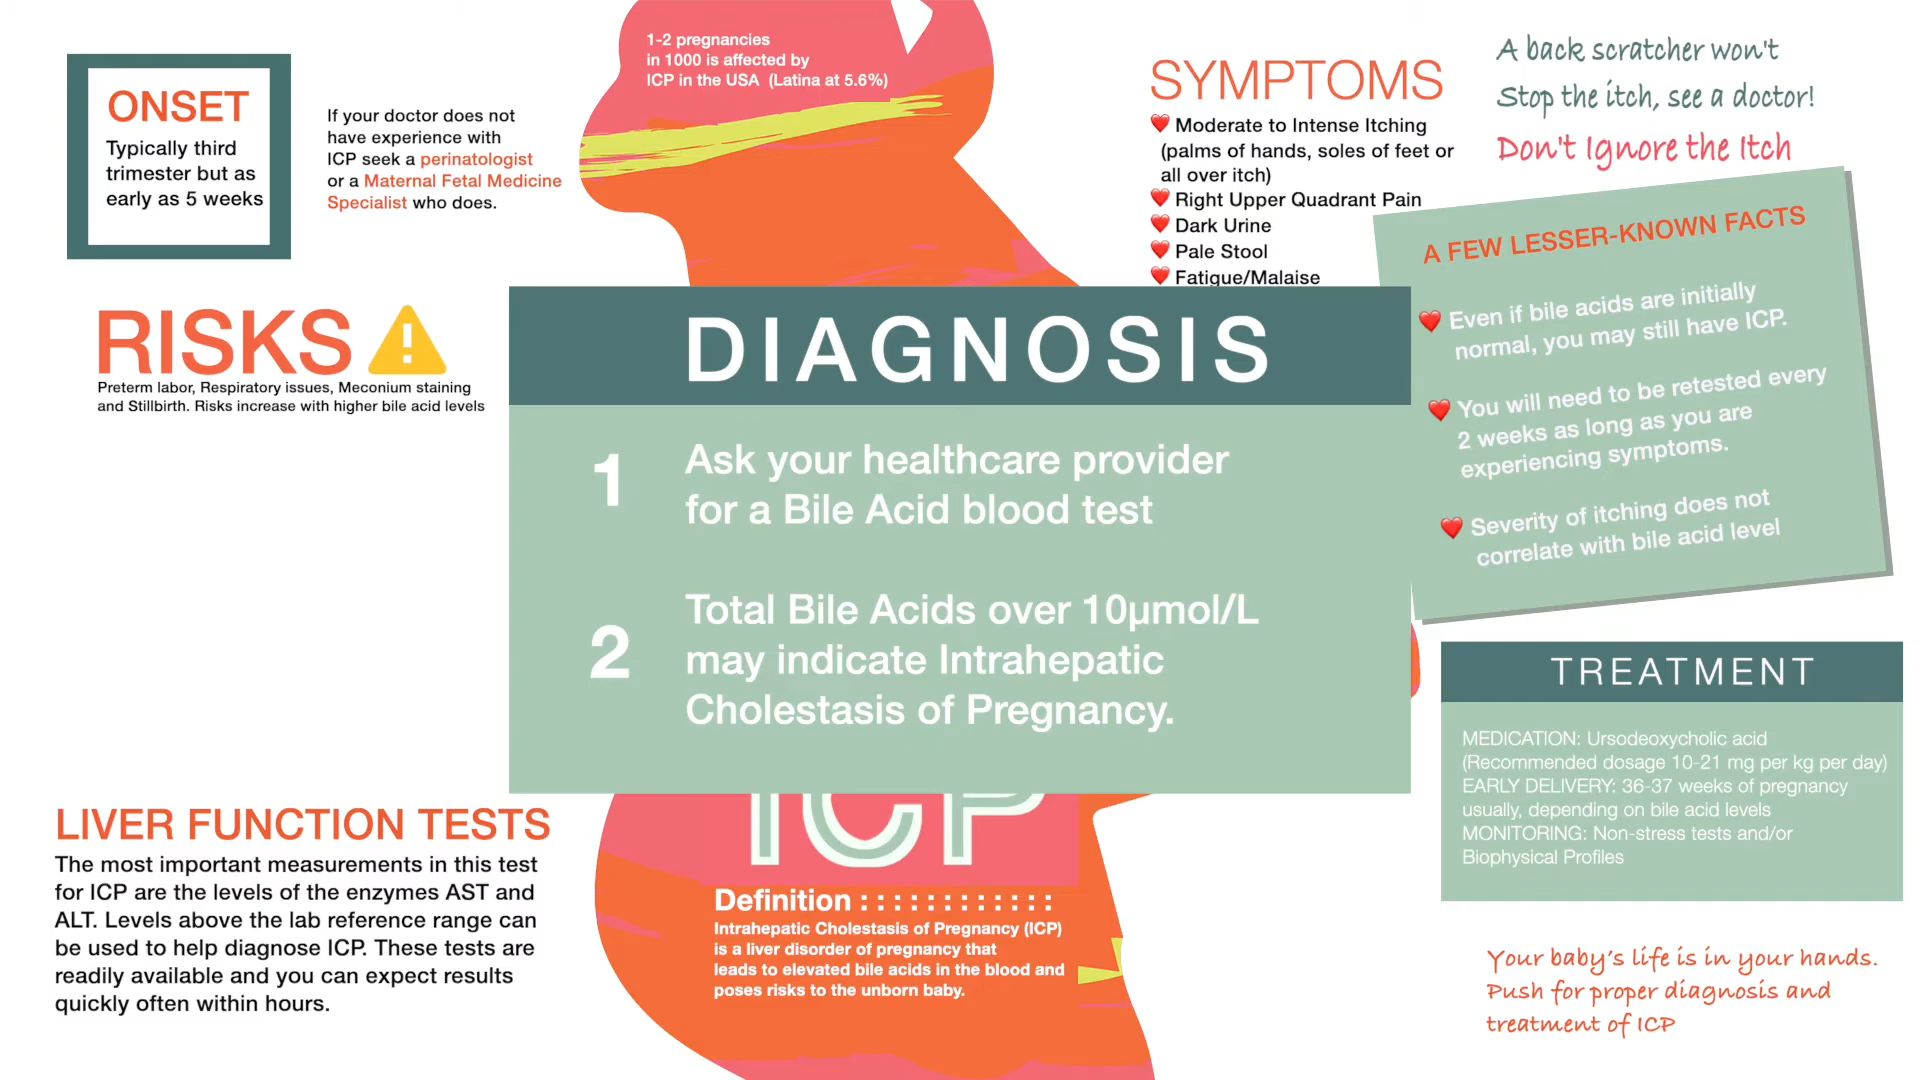 1-2 pregnancies
in 1000 is affected by
ICP in the USA (Latina at 5.6%)
ONSET
Typically third
trimester but as
early as 5 weeks
If your doctor does not
have experience with
ICP seek a perinatologist
or a Maternal Fetal Medicine
Specialist who does.
RISKS
Preterm labor, Respiratory issues, Meconium staining
and Stillbirth. Risks increase with higher bile acid levels
SYMPTOMS
Moderate to Intense Itching
(palms of hands, soles of feet or
all over itch)
Right Upper Quadrant Pain
Dark Urine
Pale Stool
Fatigue/Malaise
A back scratcher won't
Stop the itch, see a doctor!
Don't Ignore the Itch
A FEW LESSER-KNOWN FACTS
Even if bile acids are initially
normal, you may still have ICP.
You will need to be retested every
2 weeks as long as you are
experiencing symptoms.
Severity of itching does not
correlate with bile acid level
DIAGNOSIS
1 Ask your healthcare provider
for a Bile Acid blood test
2 Total Bile Acids over 10µmol/L
may indicate Intrahepatic
Cholestasis of Pregnancy.
TREATMENT
MEDICATION: Ursodeoxycholic acid
(Recommended dosage 10-21 mg per kg per day)
EARLY DELIVERY: 36-37 weeks of pregnancy
usually, depending on bile acid levels
MONITORING: Non-stress tests and/or
Biophysical Profiles
LIVER FUNCTION TESTS
The most important measurements in this test
for ICP are the levels of the enzymes AST and
ALT. Levels above the lab reference range can
be used to help diagnose ICP. These tests are
readily available and you can expect results
quickly often within hours.
ICP
Definition : : : : : : : : : : : :
Intrahepatic Cholestasis of Pregnancy (ICP)
is a liver disorder of pregnancy that
leads to elevated bile acids in the blood and
poses risks to the unborn baby.
Your baby's life is in your hands.
Push for proper diagnosis and
treatment of ICP